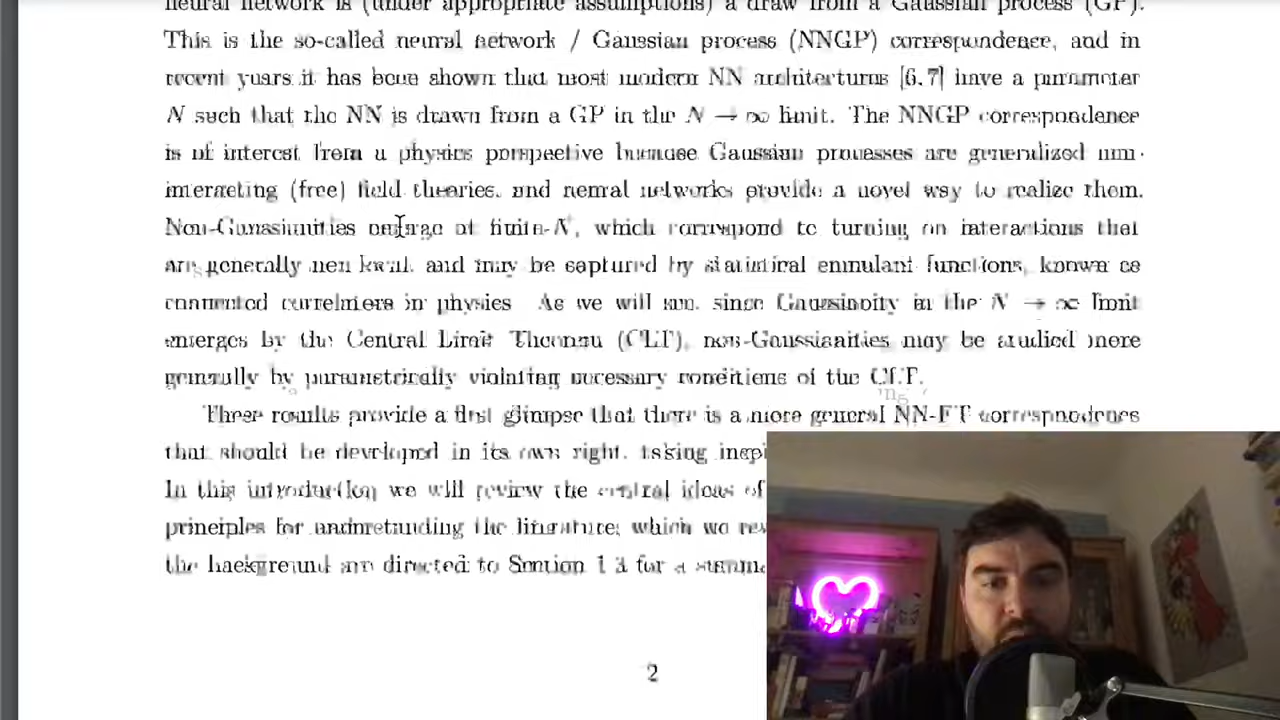 neural network is (under appropriate assumptions) a draw from a Gaussian process (GP).
This is the so-called neural network / Gaussian process (NNGP) correspondence, and in
recent years it has been shown that most modern NN architectures [6, 7] have a parameter
N such that the NN is drawn from a GP in the N → ∞ limit. The NNGP correspondence
is of interest from a physics perspective because Gaussian processes are generalized non-
interacting (free) field theories, and neural networks provide a novel way to realize them.
Non-Gaussianities emerge at finite-N, which correspond to turning on interactions that
are generally non-local, and may be captured by statistical cumulant functions, known as
connected correlators in physics. As we will see, since Gaussianity in the N → ∞ limit
emerges by the Central Limit Theorem (CLT), non-Gaussianities may be studied more
generally by parametrically violating necessary conditions of the CLT.
These results provide a first glimpse that there is a more general NN-FT correspondence
that should be developed in its own right, taking
In this introduction we will review the central ideas of
principles for understanding the literature, which we
the background are directed to Section 1.3 for a
2